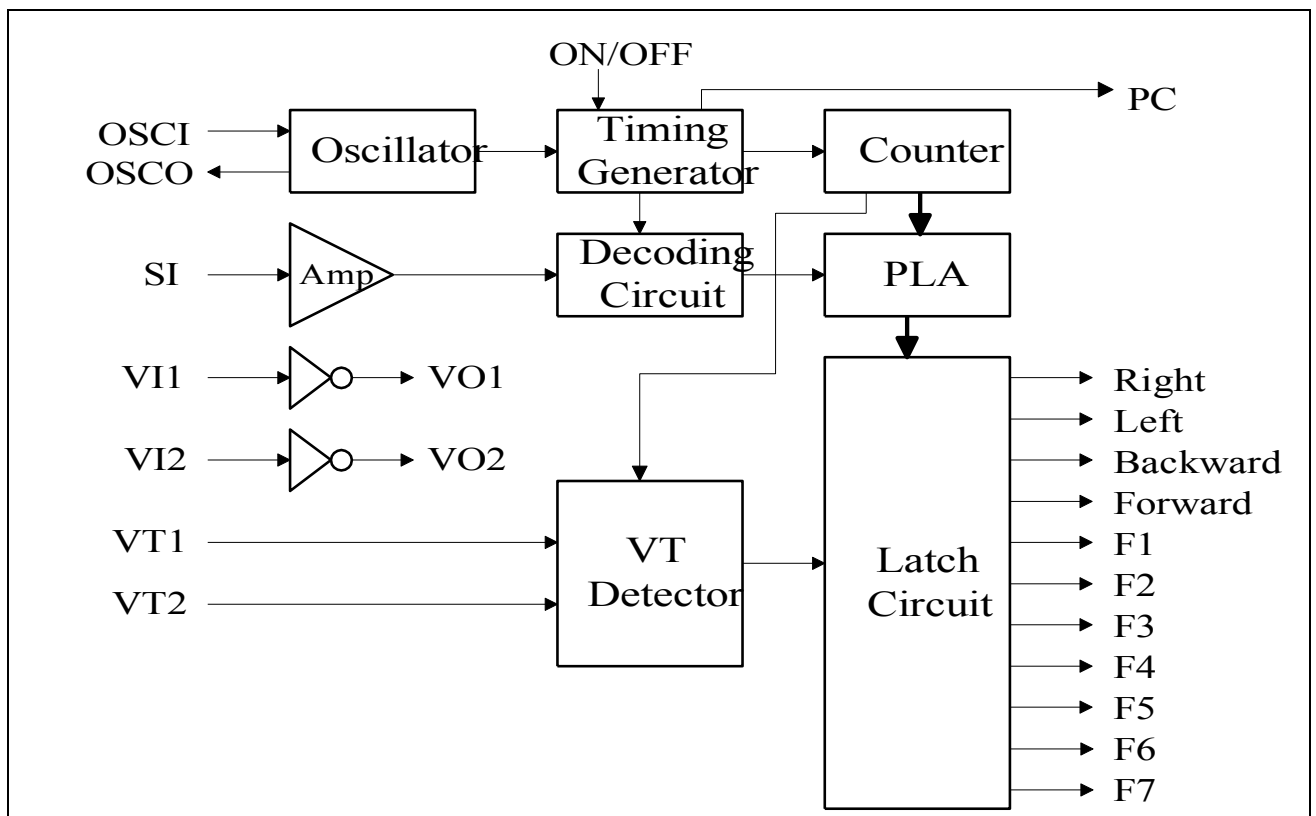 ON/OFF
PC
OSCI
OSCO
Oscillator
Timing
Generator
Counter
SI
Amp
Decoding
Circuit
PLA
VI1
VO1
VI2
VO2
VT1
VT2
VT
Detector
Latch
Circuit
Right
Left
Backward
Forward
F1
F2
F3
F4
F5
F6
F7